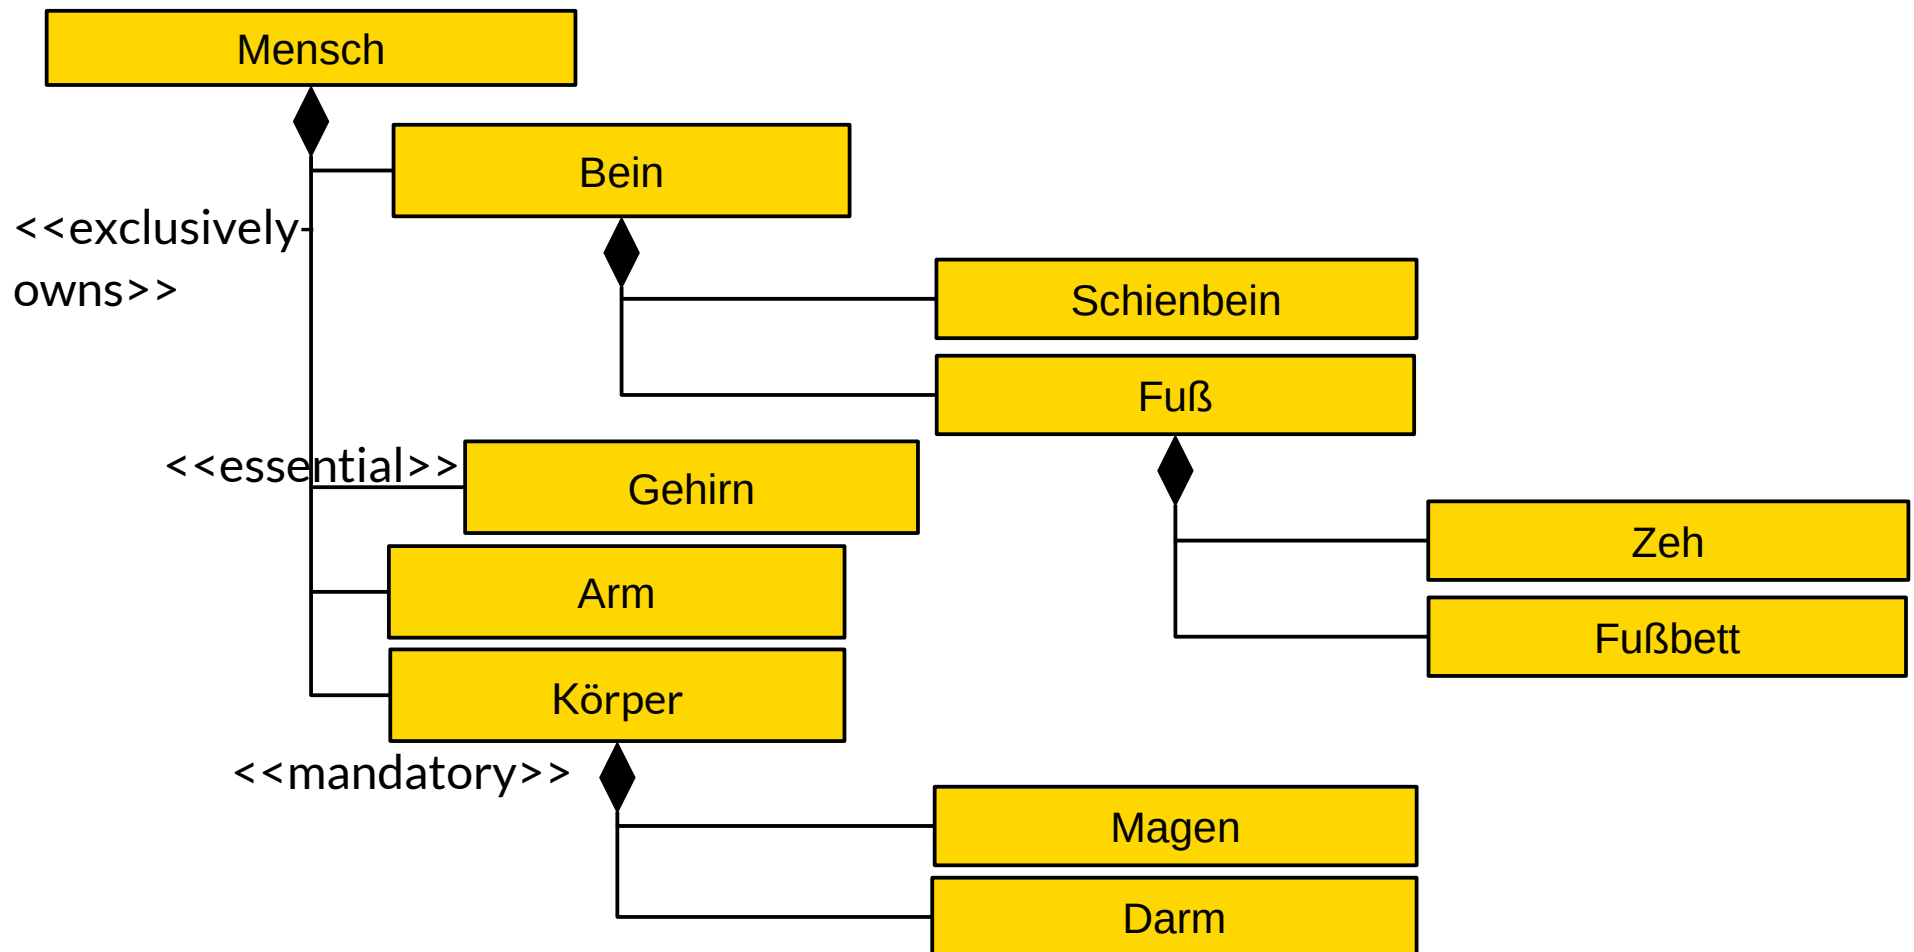 Mensch
Bein
<<exclusively-
owns>>
Schienbein
Fuß
<<essential>>
Gehirn
Zeh
Arm
Fußbett
Körper
<<mandatory>>
Magen
Darm